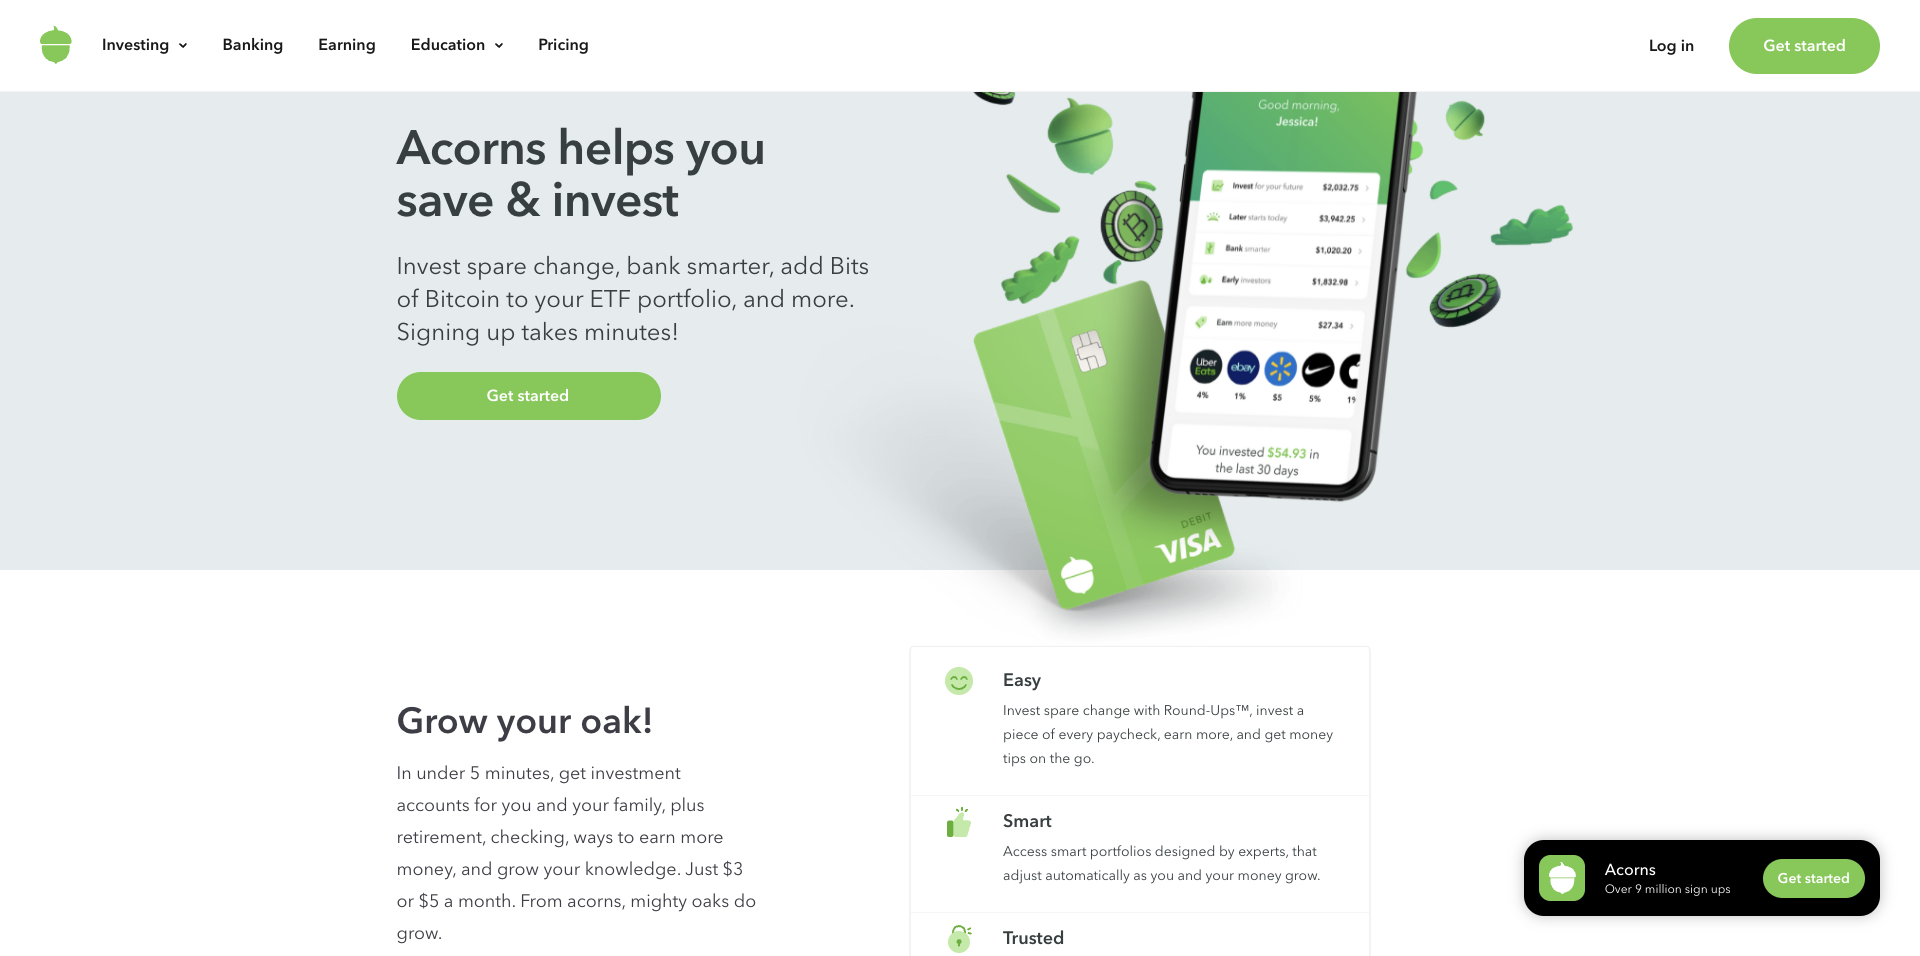 Investing
Banking
Earning
Education
Pricing
Log in
Get started
Acorns helps you
save & invest
Invest spare change, bank smarter, add Bits
of Bitcoin to your ETF portfolio, and more.
Signing up takes minutes!
Get started
Good morning,
Jessica!
Invest for your future $2,032.75
Later starts today $3,942.25
Bank smarter $1,020.20
Early investors $1,832.98
Earn more money $27.34
Uber
Eats
ebay
4% 1% $5 5% 1%
You invested $54.93 in
the last 30 days
DEBIT
VISA
Grow your oak!
In under 5 minutes, get investment
accounts for you and your family, plus
retirement, checking, ways to earn more
money, and grow your knowledge. Just $3
or $5 a month. From acorns, mighty oaks do
grow.
Easy
Invest spare change with Round-Ups™, invest a
piece of every paycheck, earn more, and get money
tips on the go.
Smart
Access smart portfolios designed by experts, that
adjust automatically as you and your money grow.
Trusted
Acorns
Over 9 million sign ups
Get started